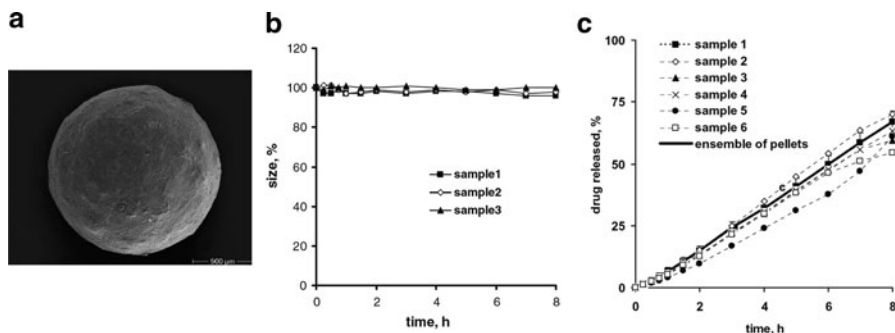 a
500 µm
b
120
100
80
60
40
20
0
size, %
sample1
sample2
sample3
0 2 4 6 8
time, h
c
100
75
50
25
0
drug released, %
sample 1
sample 2
sample 3
sample 4
sample 5
sample 6
ensemble of pellets
c
0 2 4 6 8
time, h